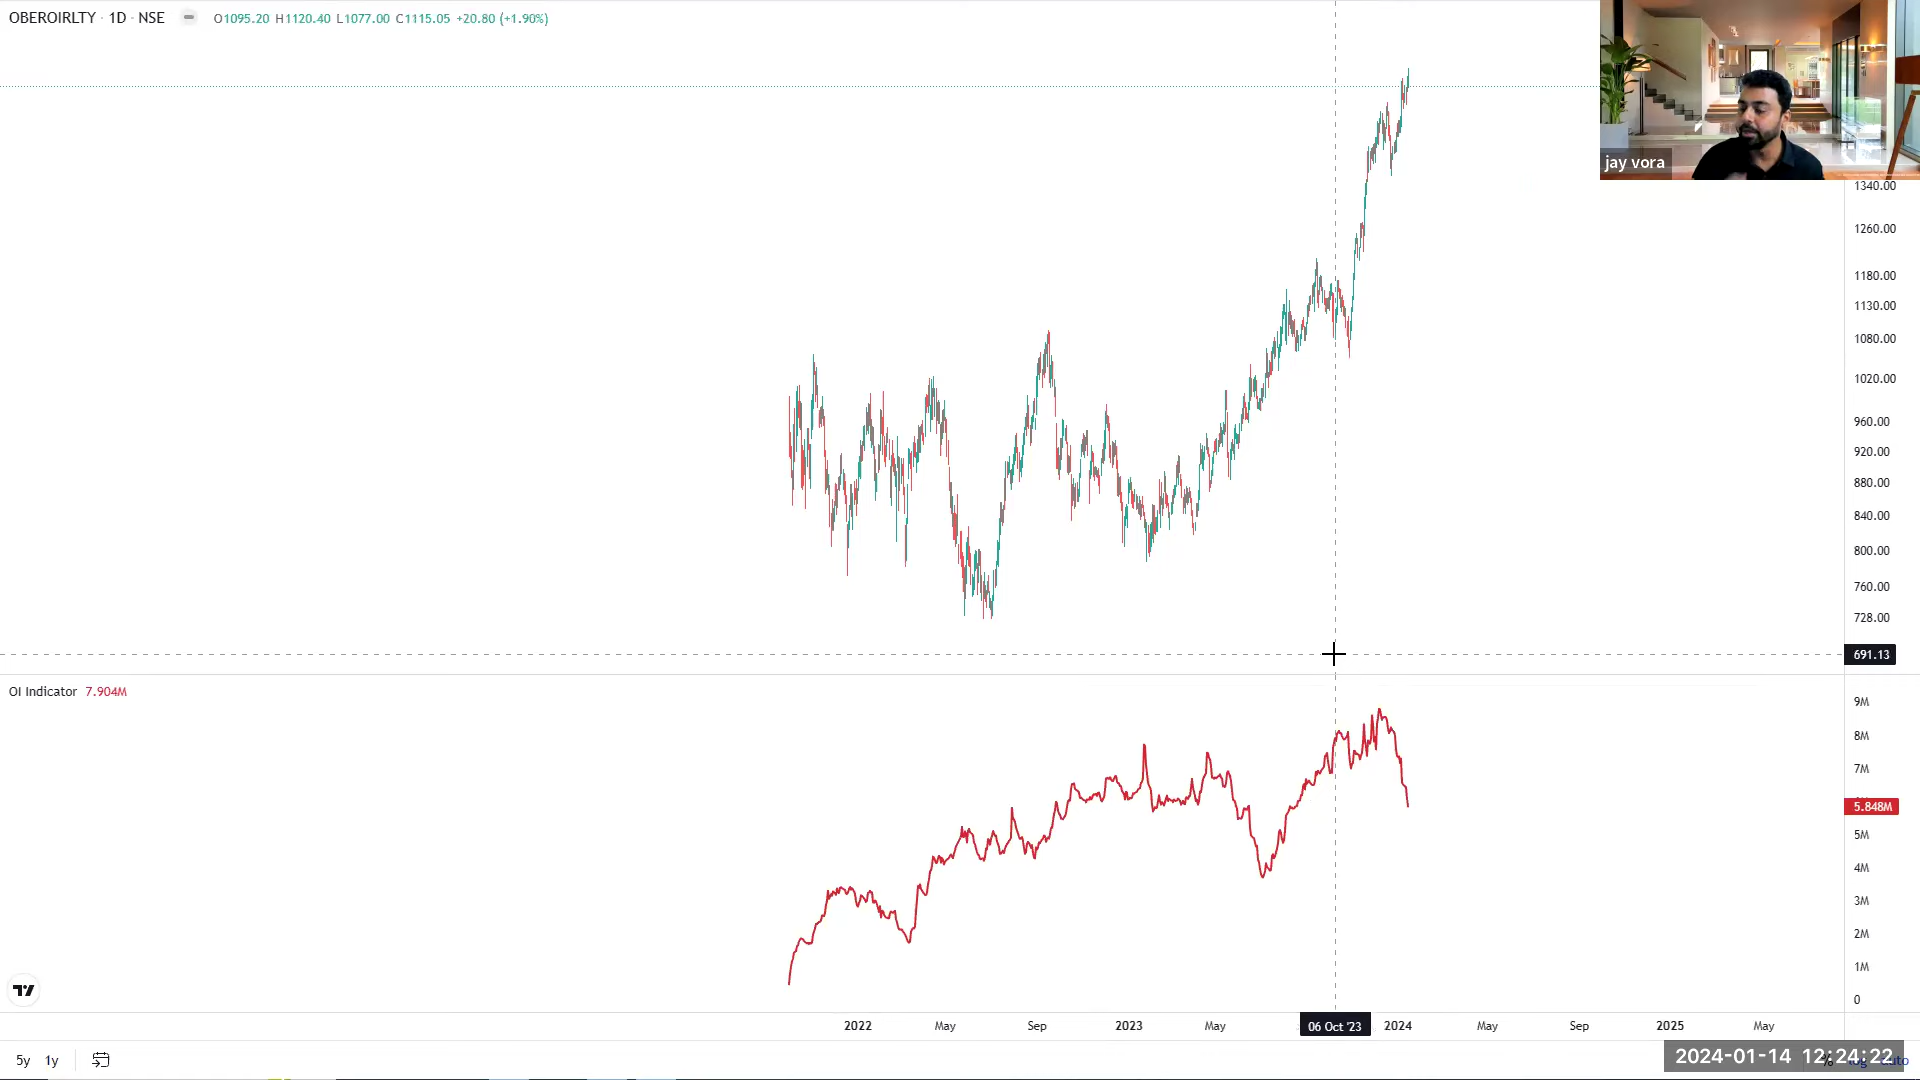 OBEROIRLTY · 1D · NSE O1095.20 H1120.40 L1077.00 C1115.05 +20.80 (+1.90%)
jay vora
1340.00
1260.00
1180.00
1130.00
1080.00
1020.00
960.00
920.00
880.00
840.00
800.00
760.00
728.00
691.13
OI Indicator 7.904M
9M
8M
7M
5.848M
5M
4M
3M
2M
1M
0
2022 May Sep 2023 May 06 Oct '23 2024 May Sep 2025 May
5y 1y
2024-01-14 12:24:22